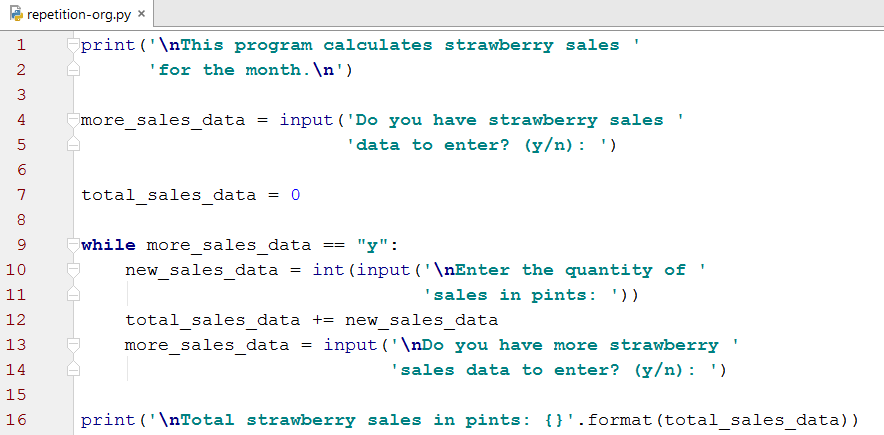 repetition-org.py ×
1 print('\nThis program calculates strawberry sales '
2       'for the month.\n')
3
4 more_sales_data = input('Do you have strawberry sales '
5                         'data to enter? (y/n): ')
6
7 total_sales_data = 0
8
9 while more_sales_data == "y":
10     new_sales_data = int(input('\nEnter the quantity of '
11                                'sales in pints: '))
12     total_sales_data += new_sales_data
13     more_sales_data = input('\nDo you have more strawberry '
14                             'sales data to enter? (y/n): ')
15
16 print('\nTotal strawberry sales in pints: {}'.format(total_sales_data))